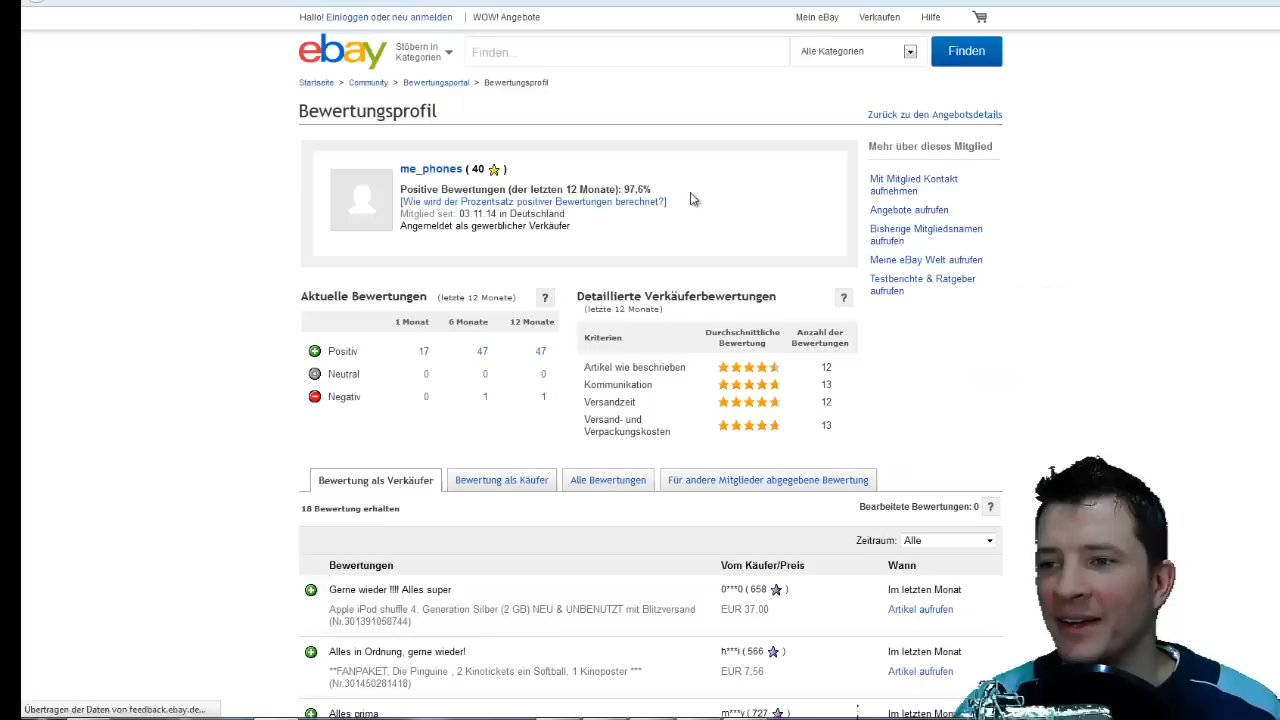 Hallo! Einloggen oder neu anmelden | WOW! Angebote
Mein eBay Verkaufen Hilfe
ebay
Stöbern in Kategorien
Finden...
Alle Kategorien
Finden
Startseite > Community > Bewertungsportal > Bewertungsprofil
Bewertungsprofil
Zurück zu den Angebotsdetails
me_phones ( 40 )
Positive Bewertungen (der letzten 12 Monate): 97,6%
[Wie wird der Prozentsatz positiver Bewertungen berechnet?]
Mitglied seit: 03.11.14 in Deutschland
Angemeldet als gewerblicher Verkäufer
Mehr über dieses Mitglied
Mit Mitglied Kontakt
aufnehmen
Angebote aufrufen
Bisherige Mitgliedsnamen
aufrufen
Meine eBay Welt aufrufen
Testberichte & Ratgeber
aufrufen
Aktuelle Bewertungen (letzte 12 Monate) ?
1 Monat 6 Monate 12 Monate
Positiv 17 47 47
Neutral 0 0 0
Negativ 0 1 1
Detaillierte Verkäuferbewertungen ?
(letzte 12 Monate)
Kriterien Durchschnittliche Bewertung Anzahl der Bewertungen
Artikel wie beschrieben 12
Kommunikation 13
Versandzeit 12
Versand- und
Verpackungskosten 13
Bewertung als Verkäufer Bewertung als Käufer Alle Bewertungen Für andere Mitglieder abgegebene Bewertung
18 Bewertung erhalten
Bearbeitete Bewertungen: 0 ?
Zeitraum: Alle
Bewertungen Vom Käufer/Preis Wann
Gerne wieder !!!! Alles super 0***0 ( 658 ) Im letzten Monat
Apple iPod shuffle 4. Generation Silber (2 GB) NEU & UNBENUTZT mit Blitzversand EUR 37,00 Artikel aufrufen
(Nr.301391058744)
Alles in Ordnung, gerne wieder! h***i ( 566 ) Im letzten Monat
**FANPAKET, Die Pinguine , 2 Kinotickets ein Softball, 1 Kinoposter *** EUR 7,56 Artikel aufrufen
(Nr.301450281418)
Alles prima m***y ( 727 ) Im letzten
Übertragen der Daten von feedback.ebay.de...